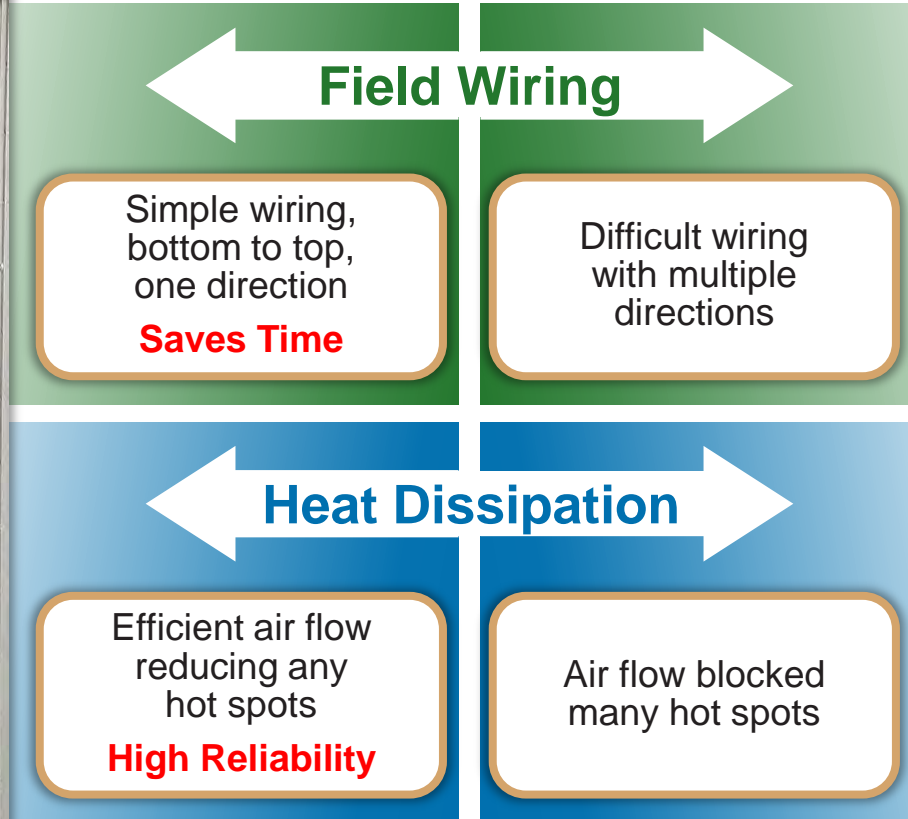 Field Wiring
Simple wiring,
bottom to top,
one direction
Saves Time
Difficult wiring
with multiple
directions
Heat Dissipation
Efficient air flow
reducing any
hot spots
High Reliability
Air flow blocked
many hot spots